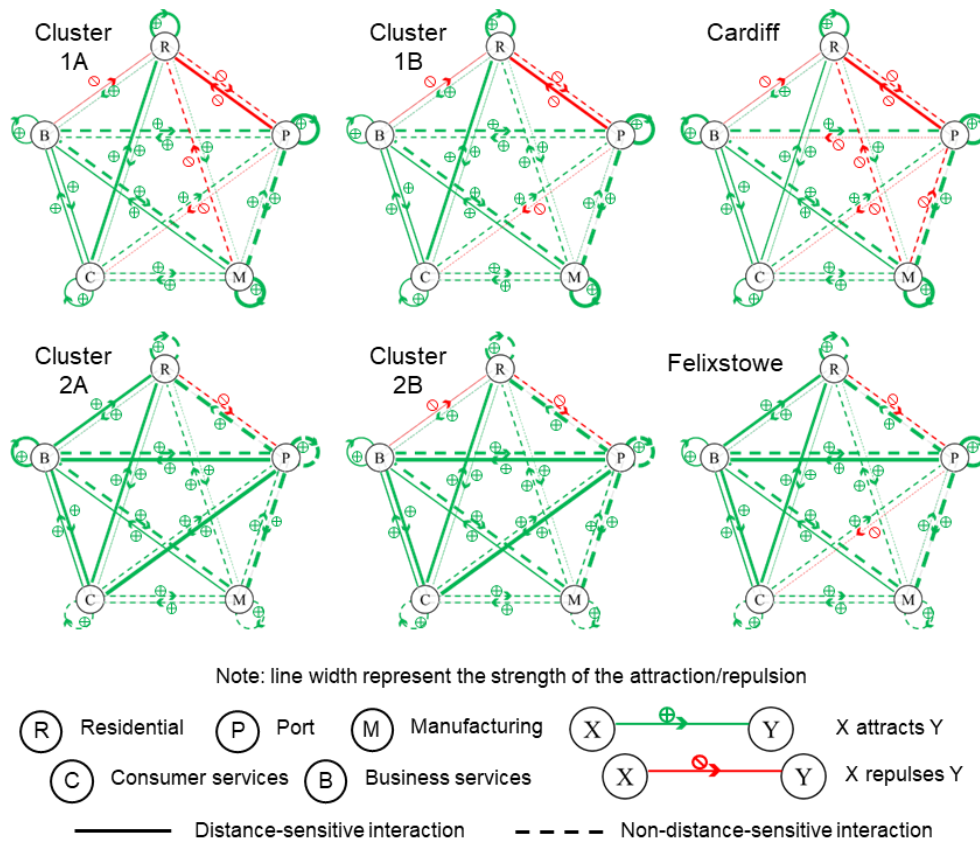 Cluster 1A
Cluster 1B
Cardiff
R
R
R
B
P
B
P
B
P
C
M
C
M
C
M
Cluster 2A
Cluster 2B
Felixstowe
R
R
R
B
P
B
P
B
P
C
M
C
M
C
M
Note: line width represent the strength of the attraction/repulsion
R Residential P Port M Manufacturing X Y X attracts Y
C Consumer services B Business services X Y X repulses Y
Distance-sensitive interaction Non-distance-sensitive interaction